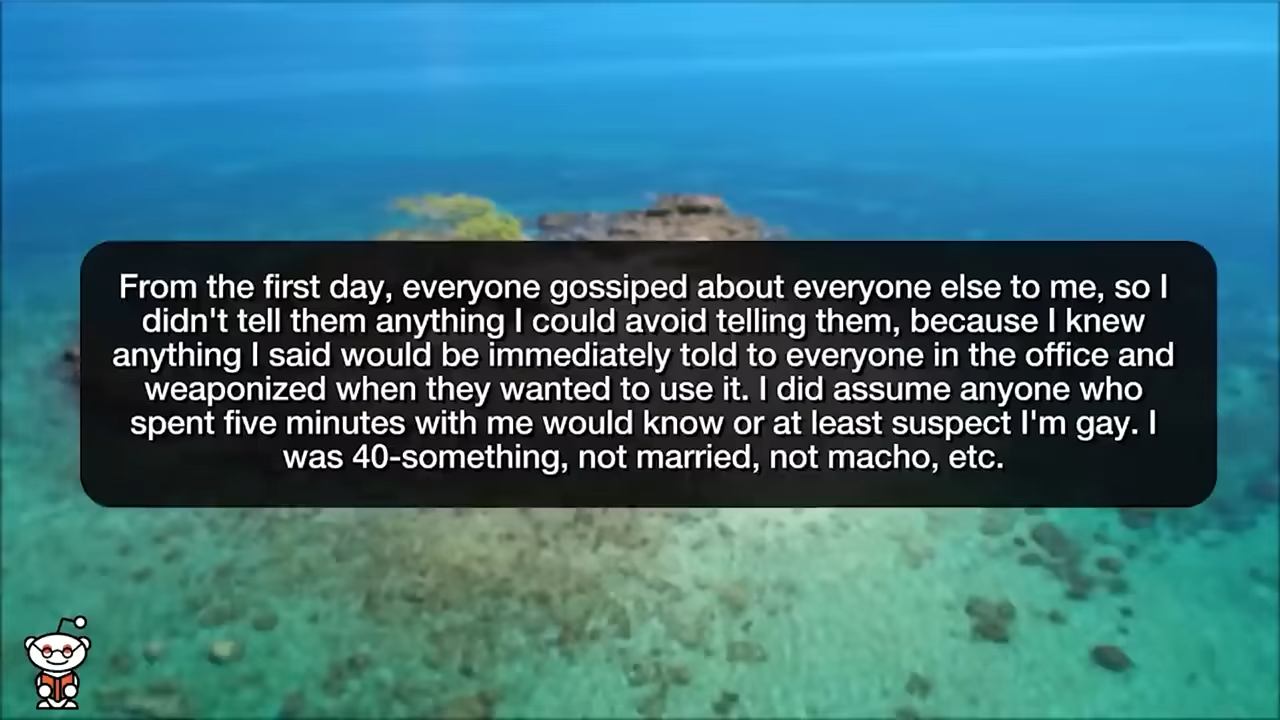 From the first day, everyone gossiped about everyone else to me, so I
didn't tell them anything I could avoid telling them, because I knew
anything I said would be immediately told to everyone in the office and
weaponized when they wanted to use it. I did assume anyone who
spent five minutes with me would know or at least suspect I'm gay. I
was 40-something, not married, not macho, etc.